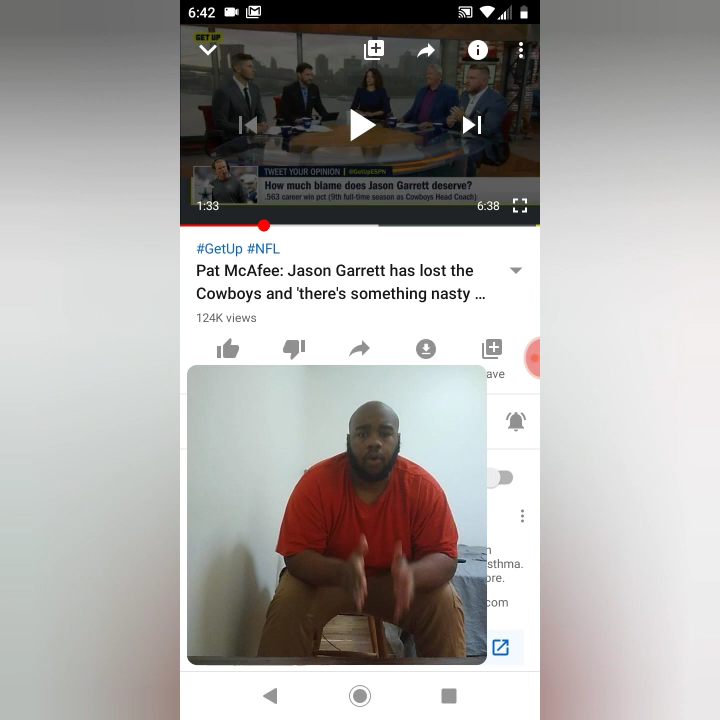 6:42
GET UP
TWEET YOUR OPINION | @GetUpESPN
How much blame does Jason Garrett deserve?
.563 career win pct (9th full-time season as Cowboys Head Coach)
1:33
6:38
#GetUp #NFL
Pat McAfee: Jason Garrett has lost the
Cowboys and 'there's something nasty ...
124K views
ave
n
sthma.
ore.
com